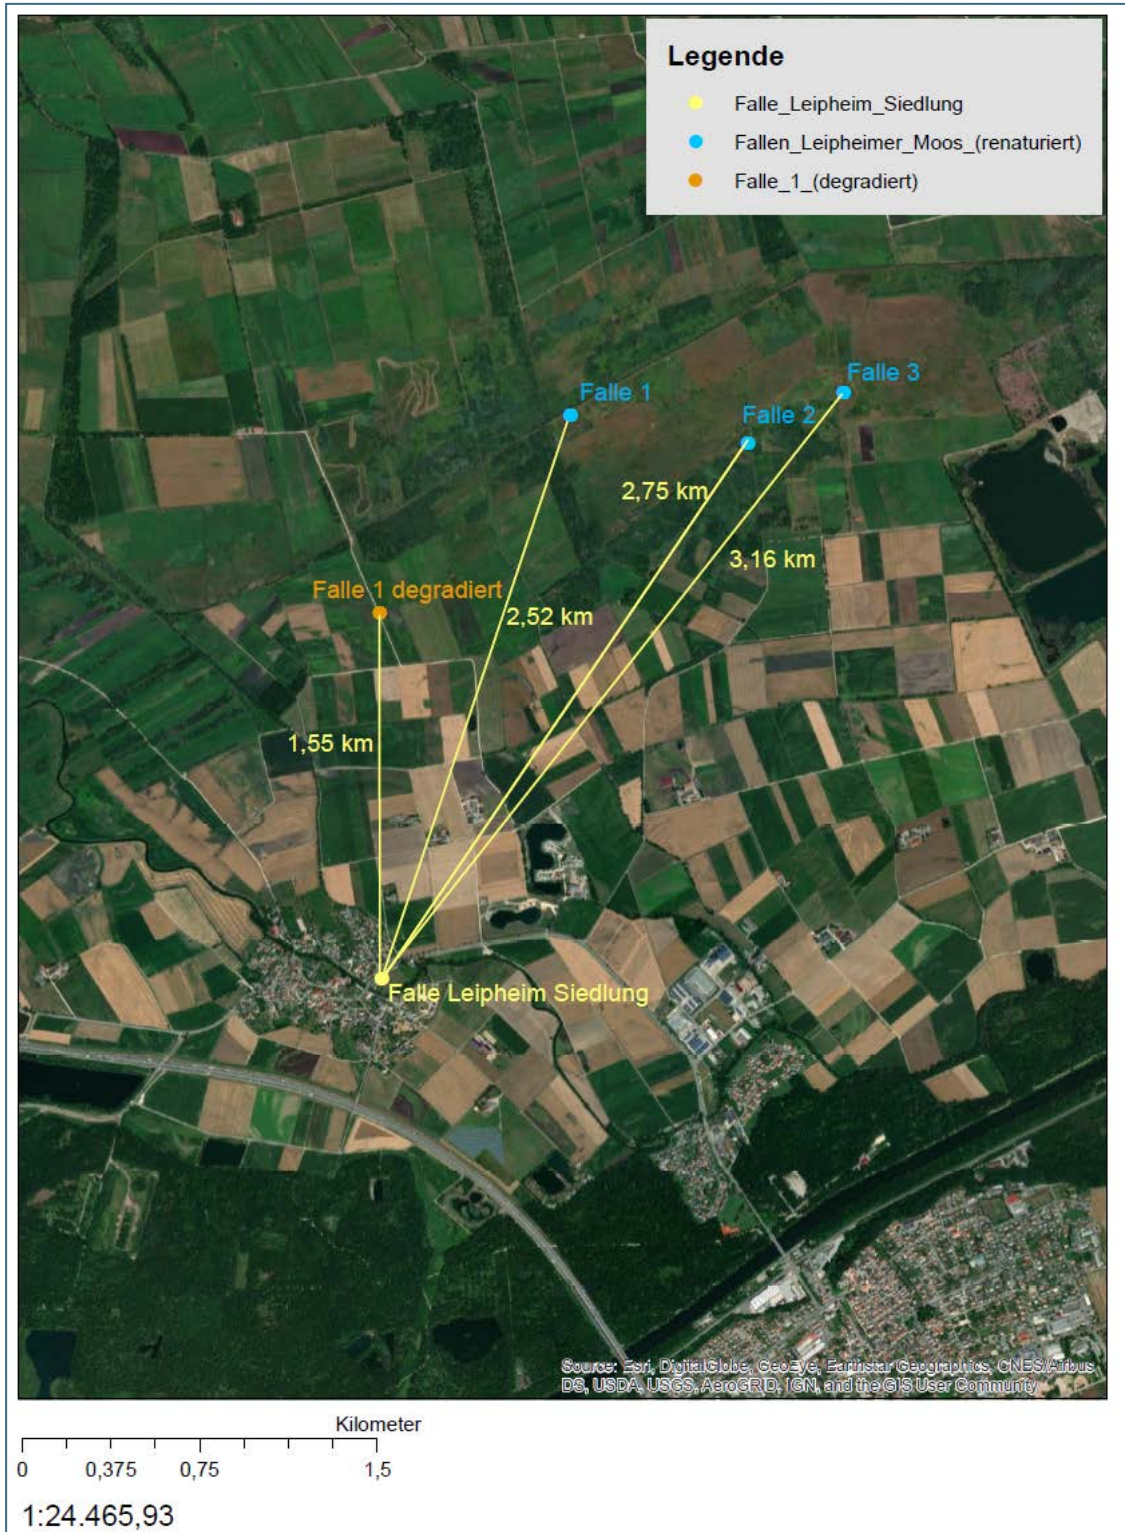 Legende
Falle_Leipheim_Siedlung
Fallen_Leipheimer_Moos_(renaturiert)
Falle_1_(degradiert)
Falle 3
Falle 1
Falle 2
2,75 km
3,16 km
Falle 1 degradiert
2,52 km
1,55 km
Falle Leipheim Siedlung
Source: Esri, DigitalGlobe, GeoEye, Earthstar Geographics, CNES/Airbus
DS, USDA, USGS, AeroGRID, IGN, and the GIS User Community
Kilometer
0 0,375 0,75 1,5
1:24.465,93